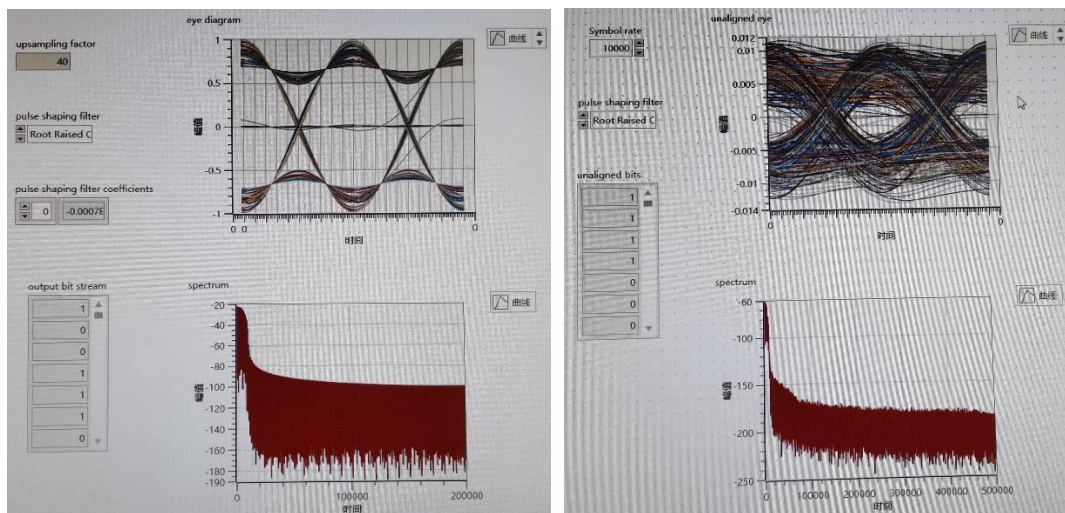 eye diagram
upsampling factor
40
曲线
1
0.5
0
-0.5
-1
幅值
0 0
0
时间
pulse shaping filter
Root Raised C
pulse shaping filter coefficients
0
-0.0007E
output bit stream
1
0
0
1
1
1
0
spectrum
曲线
-20
-40
-60
-80
-100
-120
-140
-160
-190
幅值
0
100000
200000
时间
unaligned eye
Symbol rate
10000
曲线
0.012
0.01
0.005
0
-0.005
-0.01
-0.014
幅值
0
0
时间
pulse shaping filter
Root Raised C
unaligned bits
1
1
1
1
0
0
0
spectrum
曲线
-60
-100
-150
-200
-250
幅值
0
100000
200000
300000
400000
500000
时间